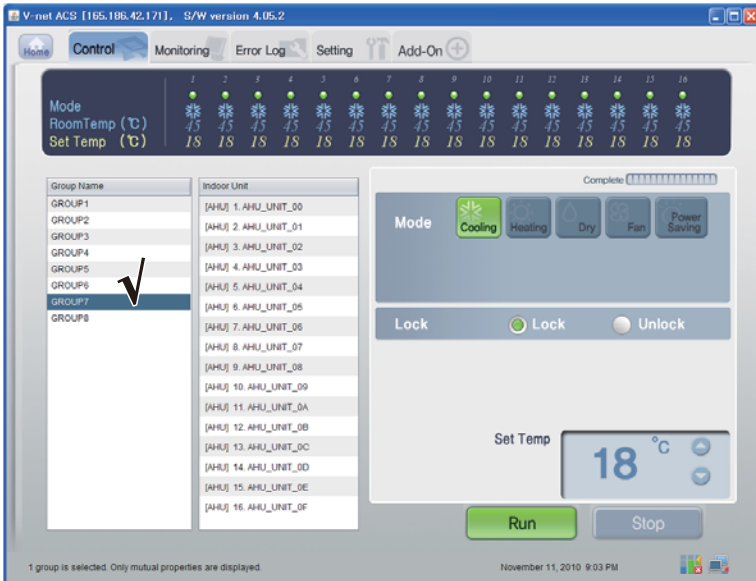 V-net ACS [165.186.42.171], S/W version 4.05.2
Home Control Monitoring Error Log Setting Add-On
1 2 3 4 5 6 7 8 9 10 11 12 13 14 15 16
Mode
RoomTemp (℃) 45 45 45 45 45 45 45 45 45 45 45 45 45 45 45 45
Set Temp (℃) 18 18 18 18 18 18 18 18 18 18 18 18 18 18 18 18
Complete
Group Name
GROUP1
GROUP2
GROUP3
GROUP4
GROUP5
GROUP6
GROUP7
GROUP8
√
Indoor Unit
[AHU] 1. AHU_UNIT_00
[AHU] 2. AHU_UNIT_01
[AHU] 3. AHU_UNIT_02
[AHU] 4. AHU_UNIT_03
[AHU] 5. AHU_UNIT_04
[AHU] 6. AHU_UNIT_05
[AHU] 7. AHU_UNIT_06
[AHU] 8. AHU_UNIT_07
[AHU] 9. AHU_UNIT_08
[AHU] 10. AHU_UNIT_09
[AHU] 11. AHU_UNIT_0A
[AHU] 12. AHU_UNIT_0B
[AHU] 13. AHU_UNIT_0C
[AHU] 14. AHU_UNIT_0D
[AHU] 15. AHU_UNIT_0E
[AHU] 16. AHU_UNIT_0F
Mode Cooling Heating Dry Fan Power Saving
Lock Lock Unlock
Set Temp 18 °C
Run Stop
1 group is selected. Only mutual properties are displayed.
November 11, 2010 9:03 PM